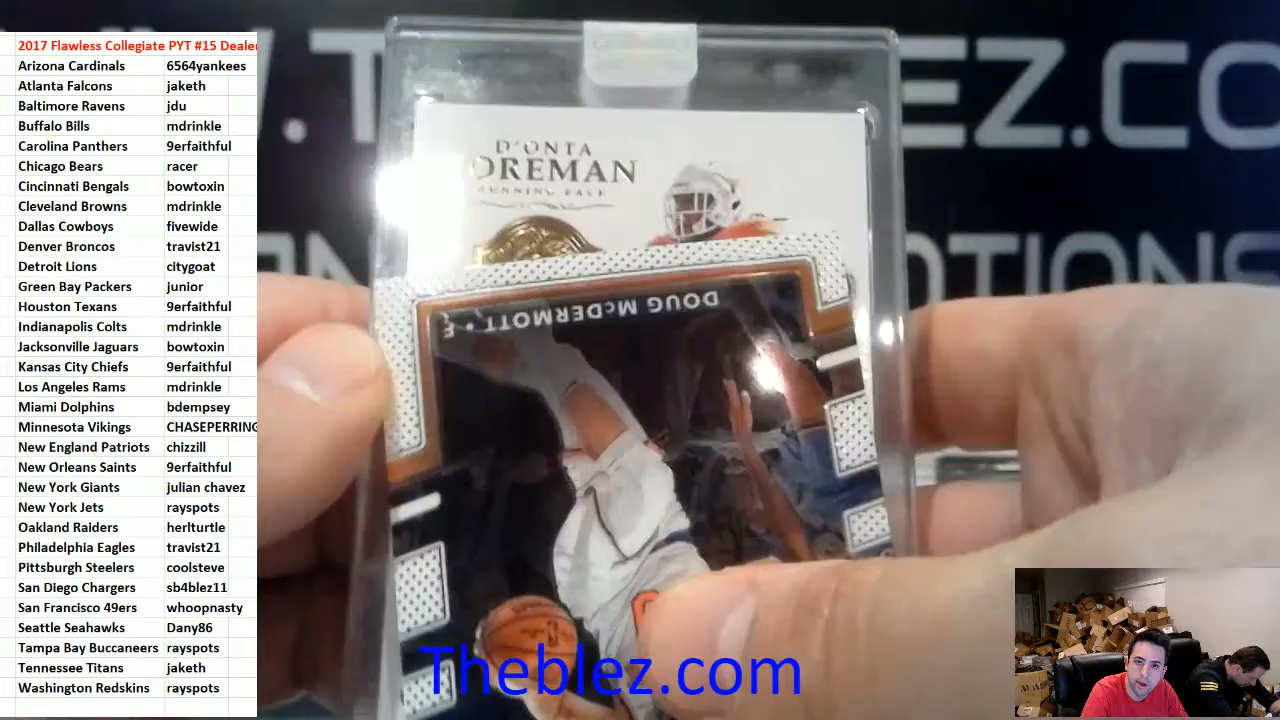 2017 Flawless Collegiate PYT #15 Dealer
Arizona Cardinals 6564yankees
Atlanta Falcons jaketh
Baltimore Ravens jdu
Buffalo Bills mdrinkle
Carolina Panthers 9erfaithful
Chicago Bears racer
Cincinnati Bengals bowtoxin
Cleveland Browns mdrinkle
Dallas Cowboys fivewide
Denver Broncos travist21
Detroit Lions citygoat
Green Bay Packers junior
Houston Texans 9erfaithful
Indianapolis Colts mdrinkle
Jacksonville Jaguars bowtoxin
Kansas City Chiefs 9erfaithful
Los Angeles Rams mdrinkle
Miami Dolphins bdempsey
Minnesota Vikings CHASEPERRING
New England Patriots chizzill
New Orleans Saints 9erfaithful
New York Giants julian chavez
New York Jets rayspots
Oakland Raiders herlturtle
Philadelphia Eagles travist21
PIttsburgh Steelers coolsteve
San Diego Chargers sb4blez11
San Francisco 49ers whoopnasty
Seattle Seahawks Dany86
Tampa Bay Buccaneers rayspots
Tennessee Titans jaketh
Washington Redskins rayspots
D'ONTA
OREMAN
RUNNING BACK
DOUG McDERMOTT • F
Theblez.com